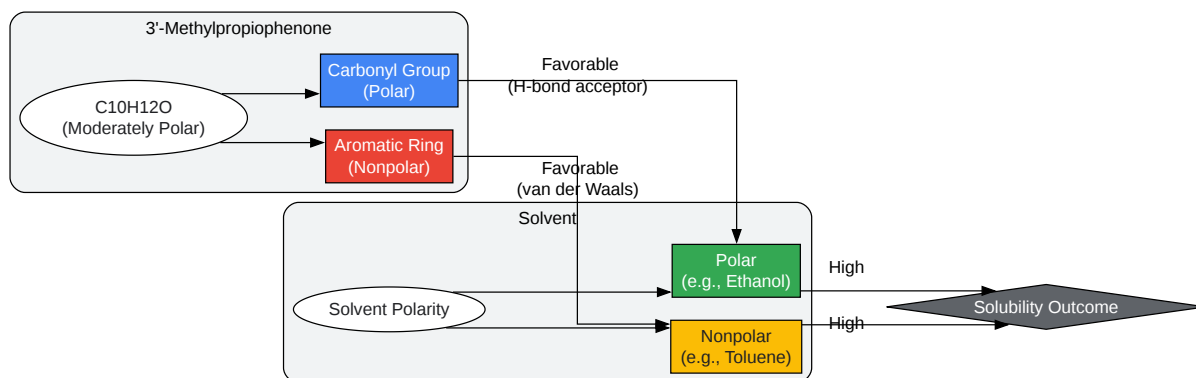 3'-Methylpropiophenone
C10H12O
(Moderately Polar)
Carbonyl Group
(Polar)
Aromatic Ring
(Nonpolar)
Favorable
(H-bond acceptor)
Favorable
(van der Waals)
Solvent
Solvent Polarity
Polar
(e.g., Ethanol)
Nonpolar
(e.g., Toluene)
High
High
Solubility Outcome